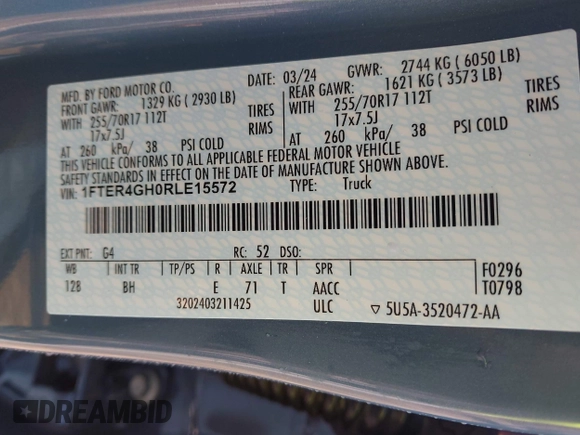 MFD. BY FORD MOTOR CO.
DATE: 03/24 GVWR: 2744 KG ( 6050 LB)
FRONT GAWR: 1329 KG ( 2930 LB) REAR GAWR: 1621 KG ( 3573 LB)
WITH 255/70R17 112T TIRES WITH 255/70R17 112T TIRES
17x7.5J RIMS 17x7.5J RIMS
AT 260 kPa/ 38 PSI COLD AT 260 kPa/ 38 PSI COLD
THIS VEHICLE CONFORMS TO ALL APPLICABLE FEDERAL MOTOR VEHICLE
SAFETY STANDARDS IN EFFECT ON THE DATE OF MANUFACTURE SHOWN ABOVE.
VIN: 1FTER4GH0RLE15572 TYPE: Truck
EXT PNT: G4 RC: 52 DSO:
WB INT TR TP/PS R AXLE TR SPR F0296
128 BH E 71 T AACC T0798
3202403211425 ULC ▽ 5U5A-3520472-AA
DREAMBID